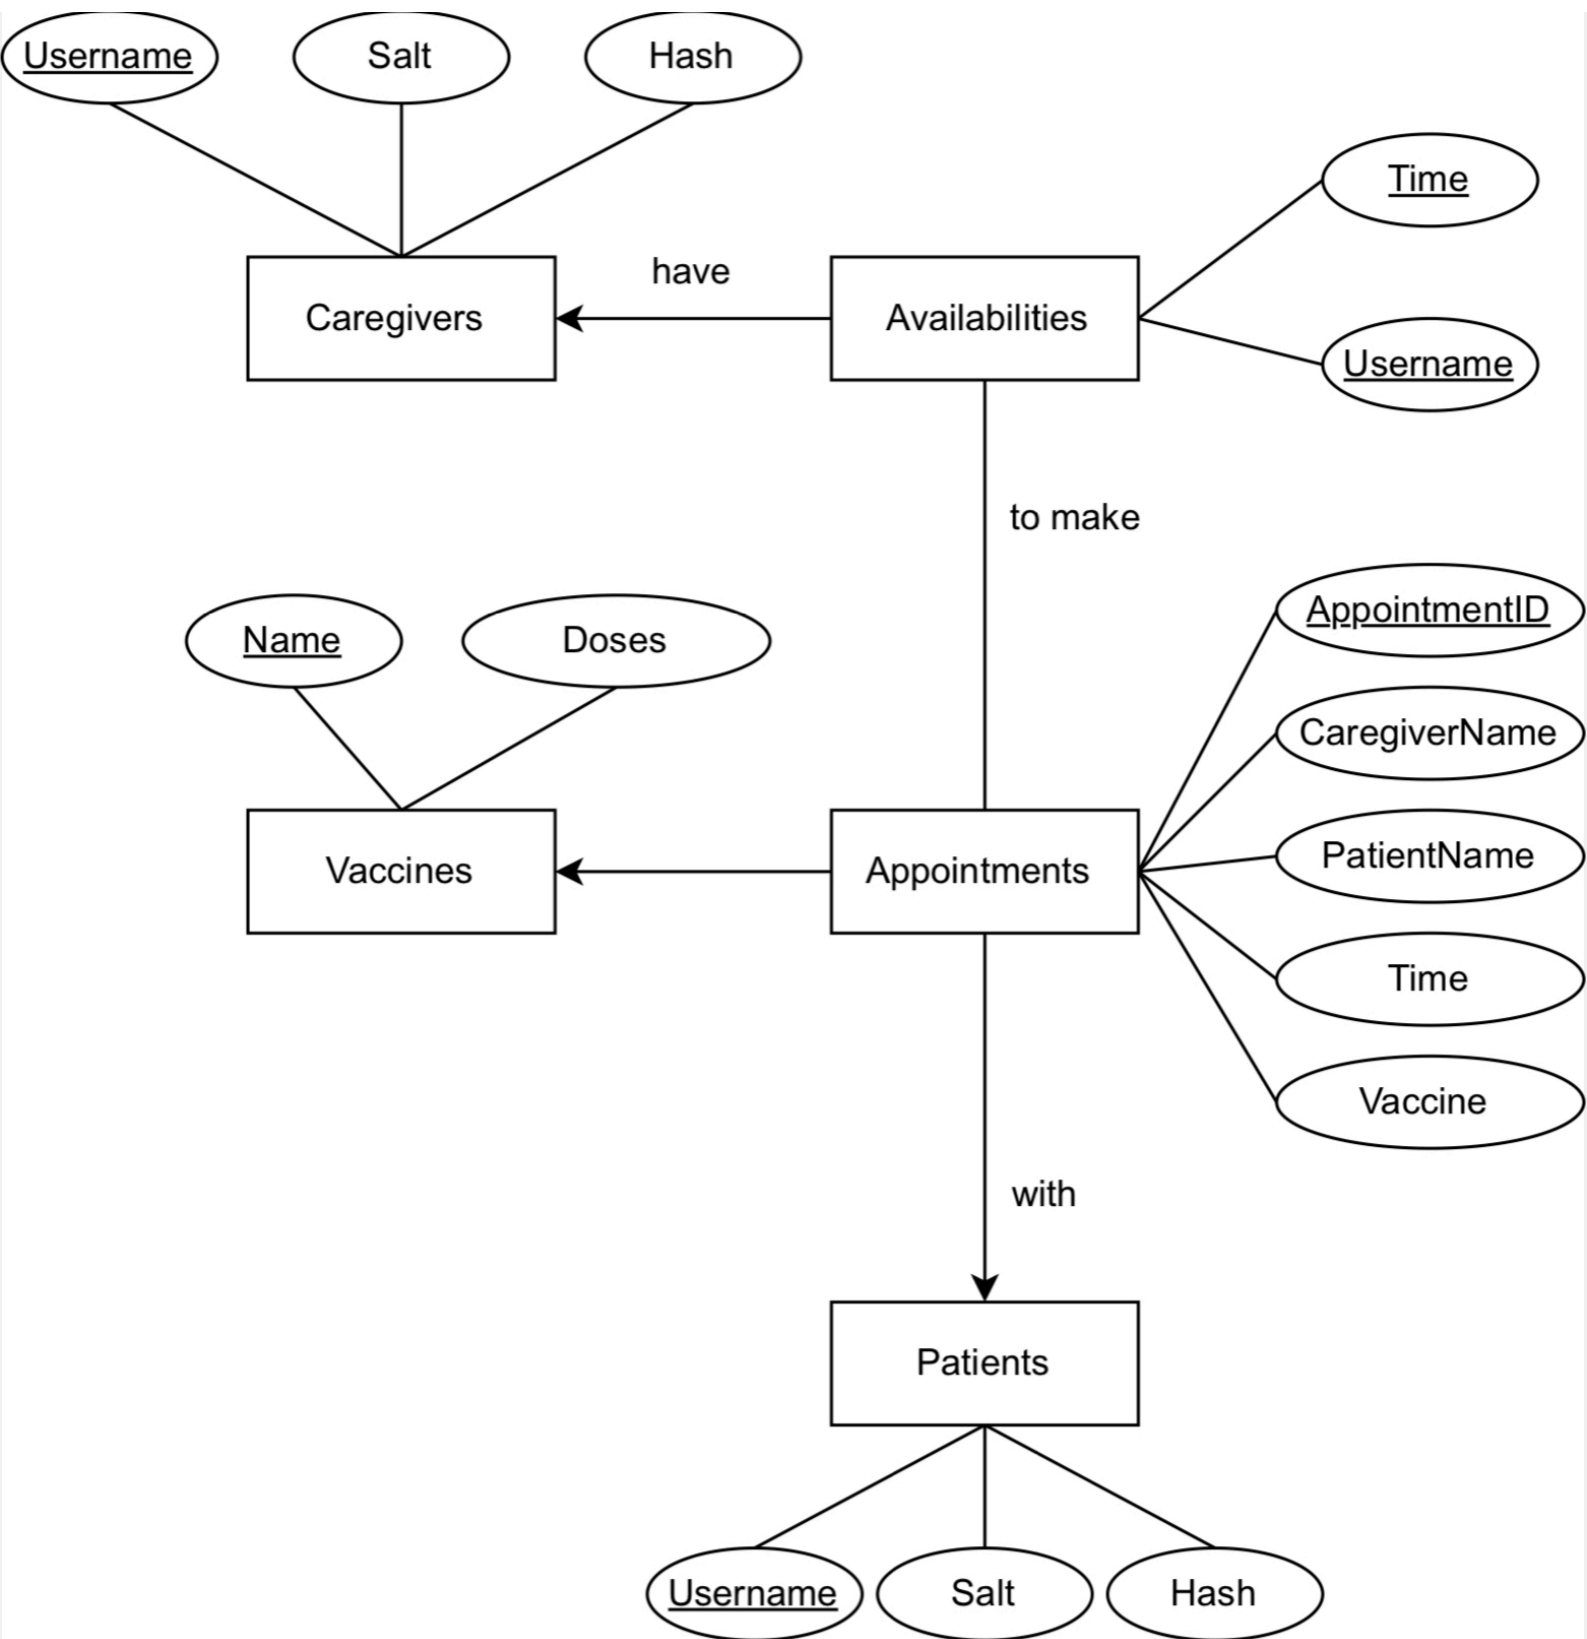 Username
Salt
Hash
Time
have
Caregivers
Availabilities
Username
to make
Name
Doses
AppointmentID
CaregiverName
Vaccines
Appointments
PatientName
Time
Vaccine
with
Patients
Username
Salt
Hash